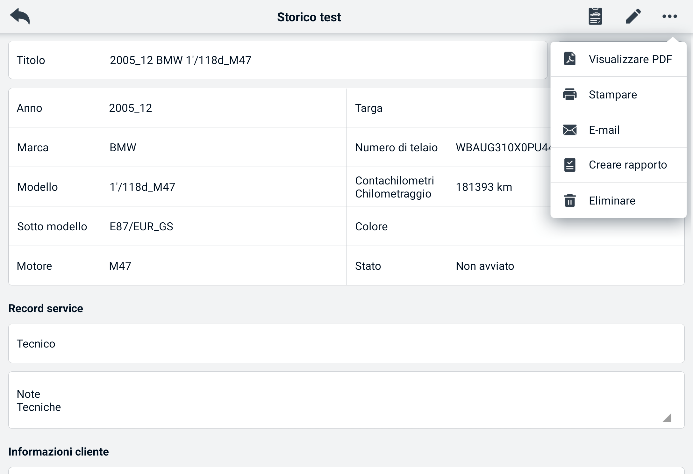 Storico test
Titolo 2005_12 BMW 1'/118d_M47
Visualizzare PDF
Stampare
E-mail
Creare rapporto
Eliminare
Anno 2005_12 Targa
Marca BMW Numero di telaio
Modello 1'/118d_M47 Contachilometri
Chilometraggio 181393 km
Sotto modello E87/EUR_GS Colore
Motore M47 Stato Non avviato
Record service
Tecnico
Note
Tecniche
Informazioni cliente